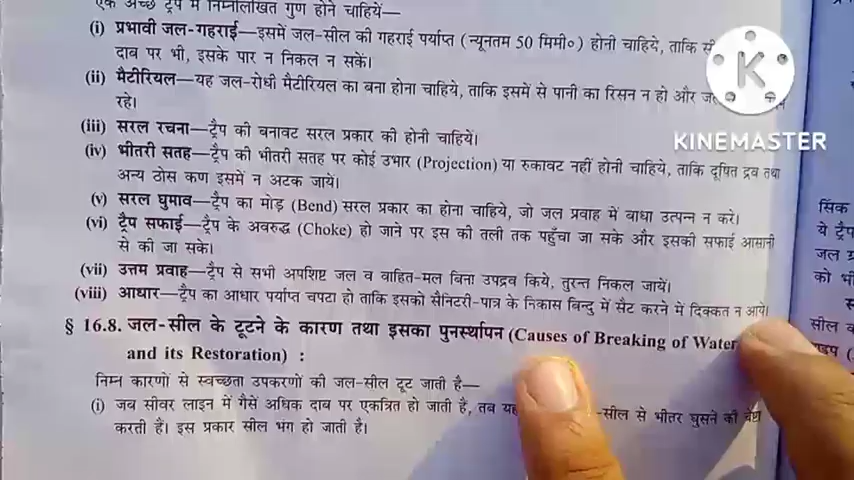 एक अच्छे ट्रैप में निम्नलिखित गुण होने चाहियें—
(i) प्रभावी जल-गहराई—इसमें जल-सील की गहराई पर्याप्त (न्यूनतम 50 मिमी०) होनी चाहिये, ताकि
दाब पर भी, इसके पार न निकल न सकें।
(ii) मैटीरियल—यह जल-रोधी मैटीरियल का बना होना चाहिये, ताकि इसमें से पानी का रिसन न हो और
रहे।
(iii) सरल रचना—ट्रैप की बनावट सरल प्रकार की होनी चाहियें।
(iv) भीतरी सतह—ट्रैप की भीतरी सतह पर कोई उभार (Projection) या रुकावट नहीं होनी चाहिये, ताकि दूषित द्रव तथा
अन्य ठोस कण इसमें न अटक जायें।
(v) सरल घुमाव—ट्रैप का मोड़ (Bend) सरल प्रकार का होना चाहिये, जो जल प्रवाह में बाधा उत्पन्न न करे।
(vi) ट्रैप सफाई—ट्रैप के अवरुद्ध (Choke) हो जाने पर इस की तली तक पहुँचा जा सके और इसकी सफाई आसानी
से की जा सके।
(vii) उत्तम प्रवाह—ट्रैप से सभी अपशिष्ट जल व वाहित-मल बिना उपद्रव किये, तुरन्त निकल जायें।
(viii) आधार—ट्रैप का आधार पर्याप्त चपटा हो ताकि इसको सैनिटरी-पात्र के निकास बिन्दु में सैट करने में दिक्कत न आये।
§ 16.8. जल-सील के टूटने के कारण तथा इसका पुनर्स्थापन (Causes of Breaking of Water
and its Restoration) :
निम्न कारणों से स्वच्छता उपकरणों की जल-सील टूट जाती है—
(i) जब सीवर लाइन में गैसें अधिक दाब पर एकत्रित हो जाती हैं, तब यह -सील से भीतर घुसने की चेष्टा
करती हैं। इस प्रकार सील भंग हो जाती है।
K
KINEMASTER
सिंक
ये ट्रैप
जल
को भी
सील